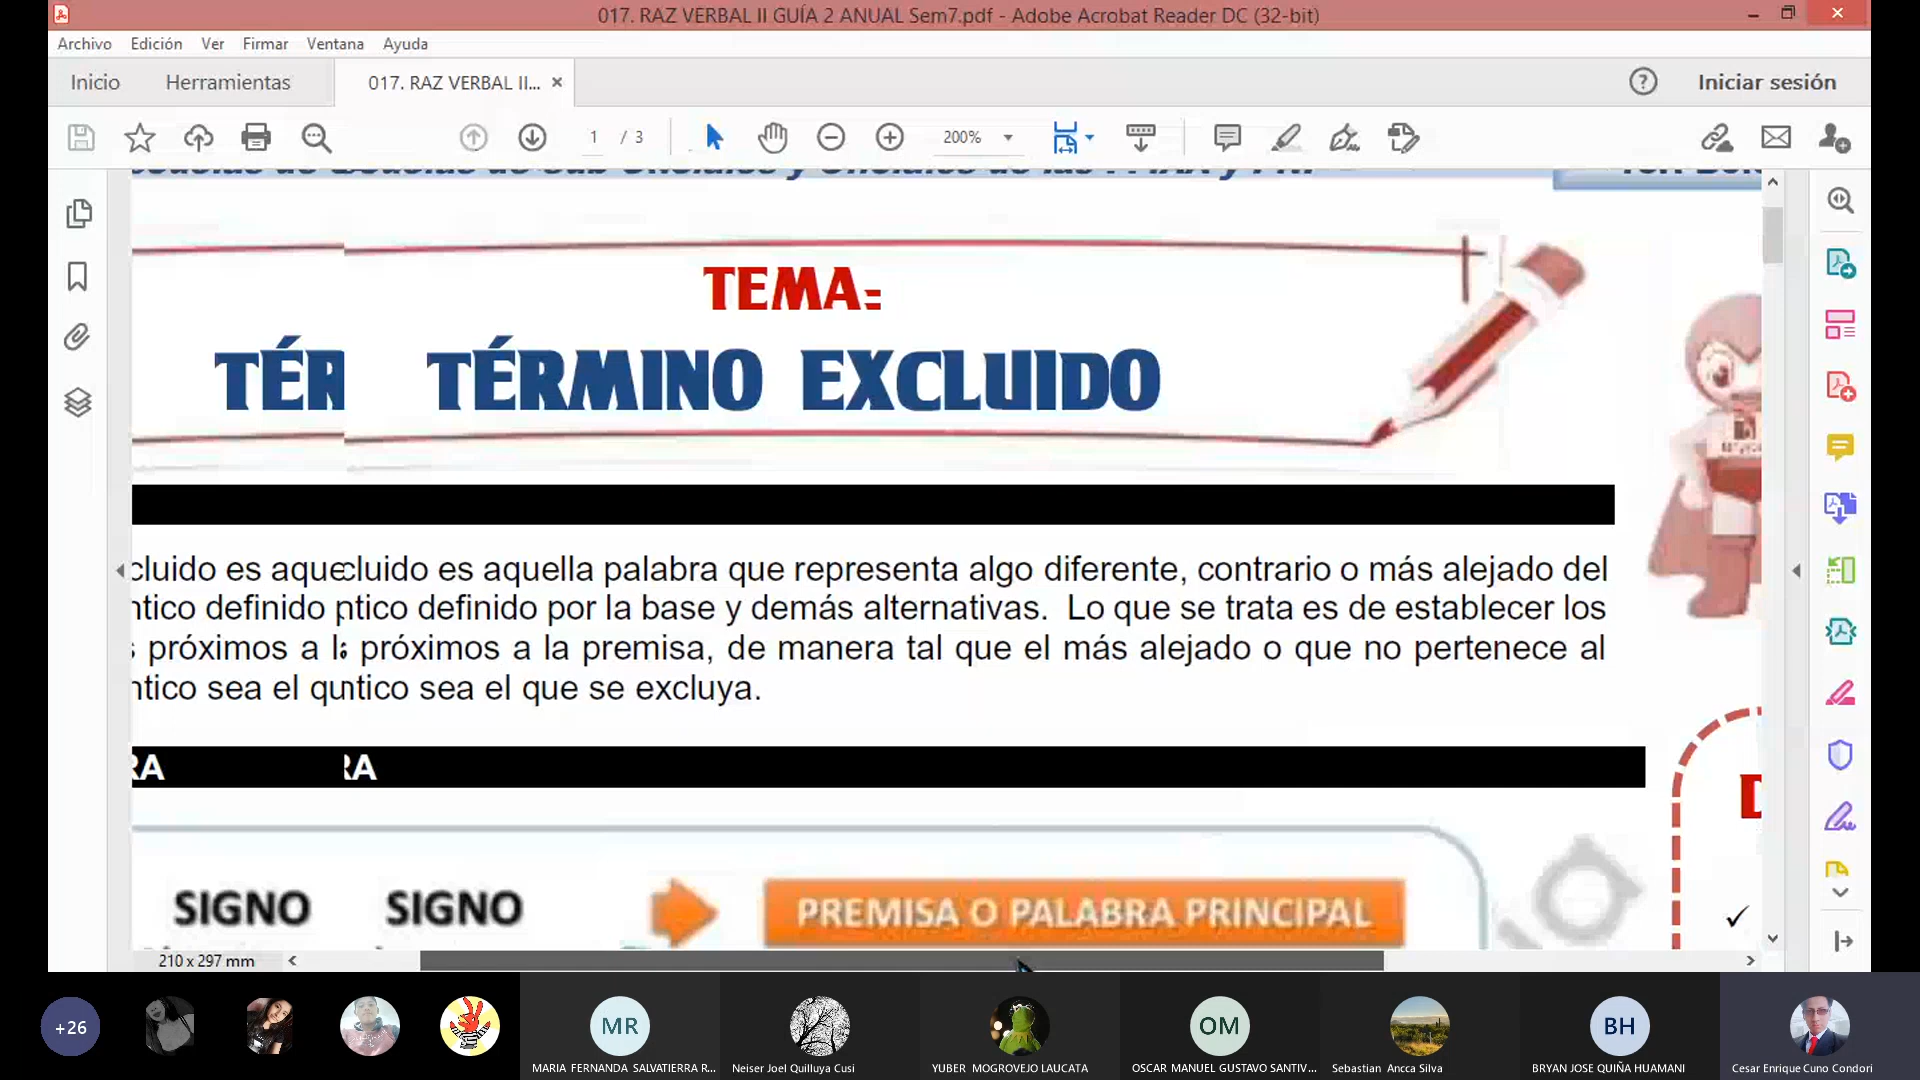 017. RAZ VERBAL II GUÍA 2 ANUAL Sem7.pdf - Adobe Acrobat Reader DC (32-bit)
Archivo Edición Ver Firmar Ventana Ayuda
Inicio Herramientas 017. RAZ VERBAL II... × Iniciar sesión
1 / 3 200%
TEMA:
TÉR TÉRMINO EXCLUIDO
cluido es aque cluido es aquella palabra que representa algo diferente, contrario o más alejado del
ntico definido ntico definido por la base y demás alternativas. Lo que se trata es de establecer los
próximos a l próximos a la premisa, de manera tal que el más alejado o que no pertenece al
ntico sea el qu ntico sea el que se excluya.
RA RA
SIGNO SIGNO PREMISA O PALABRA PRINCIPAL
210 x 297 mm
+26 MR OM BH
MARIA FERNANDA SALVATIERRA R... Neiser Joel Quilluya Cusi YUBER MOGROVEJO LAUCATA OSCAR MANUEL GUSTAVO SANTIV... Sebastian Ancca Silva BRYAN JOSE QUIÑA HUAMANI Cesar Enrique Cuno Condori